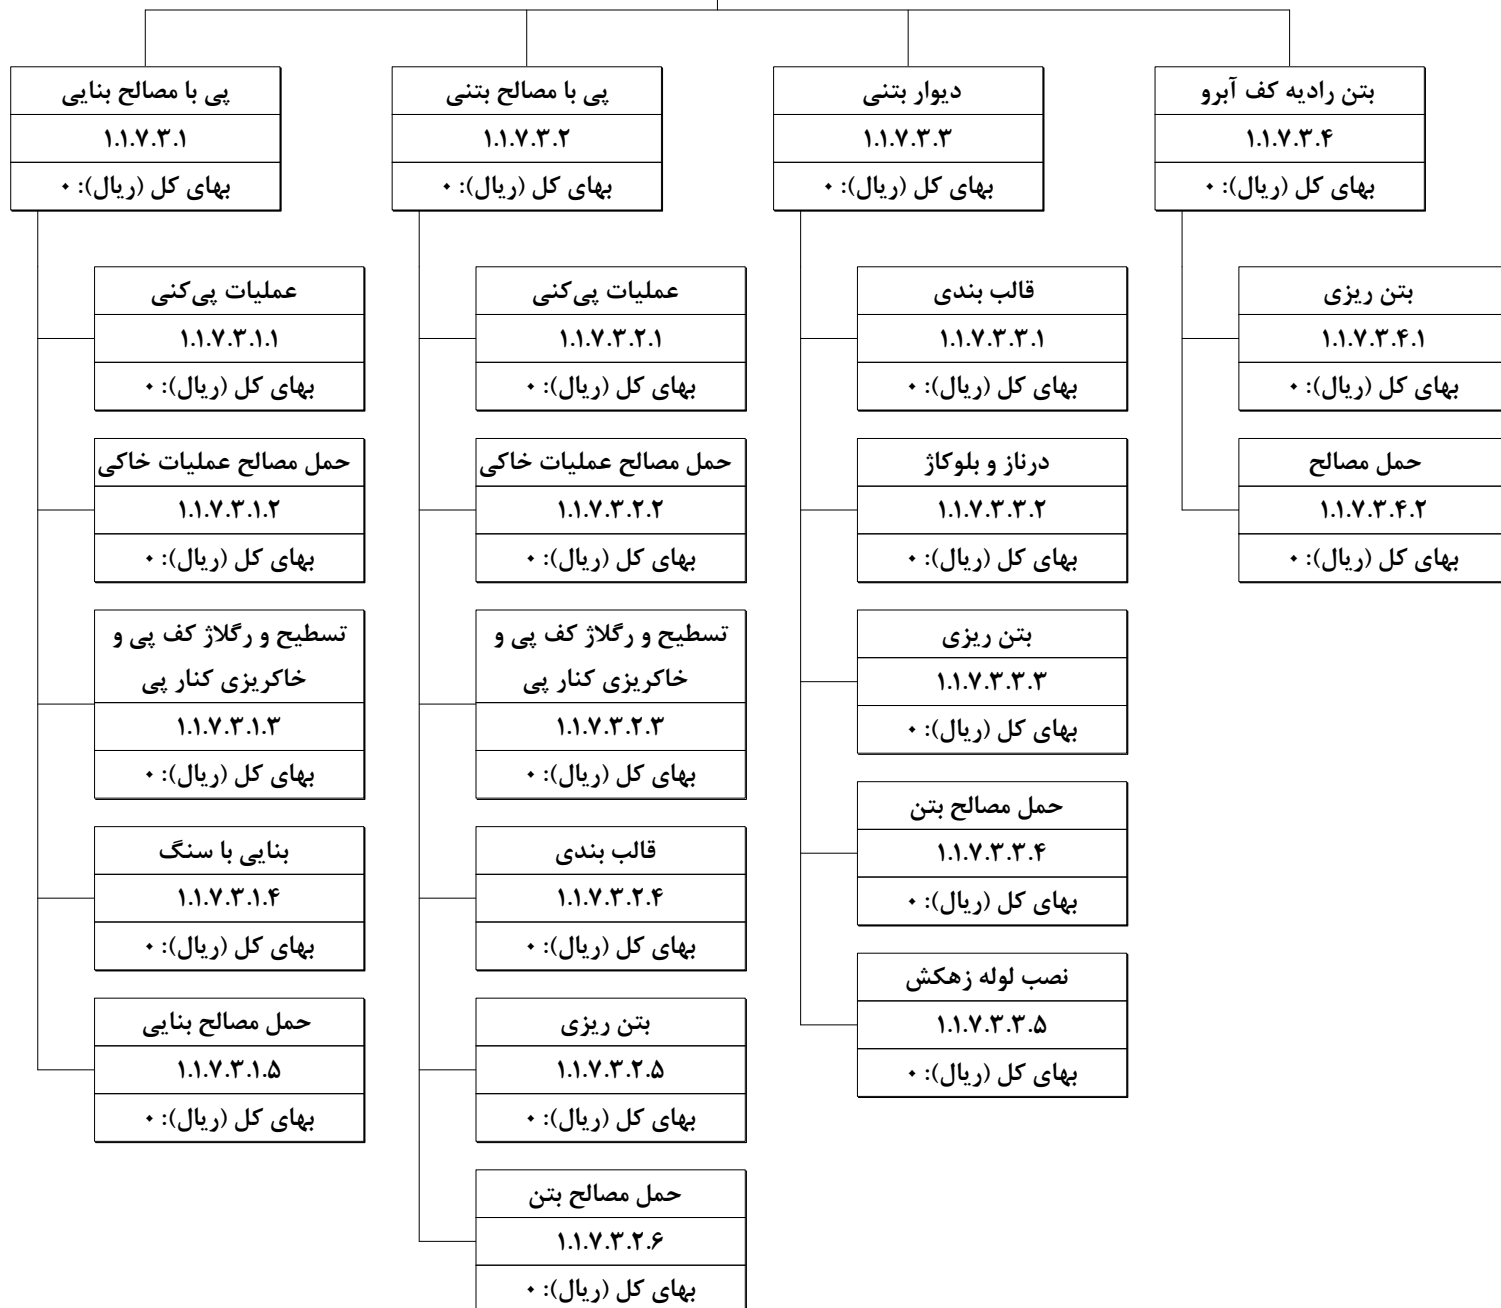 پی با مصالح بنایی
۱.۱.۷.۳.۱
بهای کل (ریال): ۰
عملیات پی‌کنی
۱.۱.۷.۳.۱.۱
بهای کل (ریال): ۰
حمل مصالح عملیات خاکی
۱.۱.۷.۳.۱.۲
بهای کل (ریال): ۰
تسطیح و رگلاژ کف پی و
خاکریزی کنار پی
۱.۱.۷.۳.۱.۳
بهای کل (ریال): ۰
بنایی با سنگ
۱.۱.۷.۳.۱.۴
بهای کل (ریال): ۰
حمل مصالح بنایی
۱.۱.۷.۳.۱.۵
بهای کل (ریال): ۰
پی با مصالح بتنی
۱.۱.۷.۳.۲
بهای کل (ریال): ۰
عملیات پی‌کنی
۱.۱.۷.۳.۲.۱
بهای کل (ریال): ۰
حمل مصالح عملیات خاکی
۱.۱.۷.۳.۲.۲
بهای کل (ریال): ۰
تسطیح و رگلاژ کف پی و
خاکریزی کنار پی
۱.۱.۷.۳.۲.۳
بهای کل (ریال): ۰
قالب بندی
۱.۱.۷.۳.۲.۴
بهای کل (ریال): ۰
بتن ریزی
۱.۱.۷.۳.۲.۵
بهای کل (ریال): ۰
حمل مصالح بتن
۱.۱.۷.۳.۲.۶
بهای کل (ریال): ۰
دیوار بتنی
۱.۱.۷.۳.۳
بهای کل (ریال): ۰
قالب بندی
۱.۱.۷.۳.۳.۱
بهای کل (ریال): ۰
درناز و بلوکاژ
۱.۱.۷.۳.۳.۲
بهای کل (ریال): ۰
بتن ریزی
۱.۱.۷.۳.۳.۳
بهای کل (ریال): ۰
حمل مصالح بتن
۱.۱.۷.۳.۳.۴
بهای کل (ریال): ۰
نصب لوله زهکش
۱.۱.۷.۳.۳.۵
بهای کل (ریال): ۰
بتن رادیه کف آبرو
۱.۱.۷.۳.۴
بهای کل (ریال): ۰
بتن ریزی
۱.۱.۷.۳.۴.۱
بهای کل (ریال): ۰
حمل مصالح
۱.۱.۷.۳.۴.۲
بهای کل (ریال): ۰